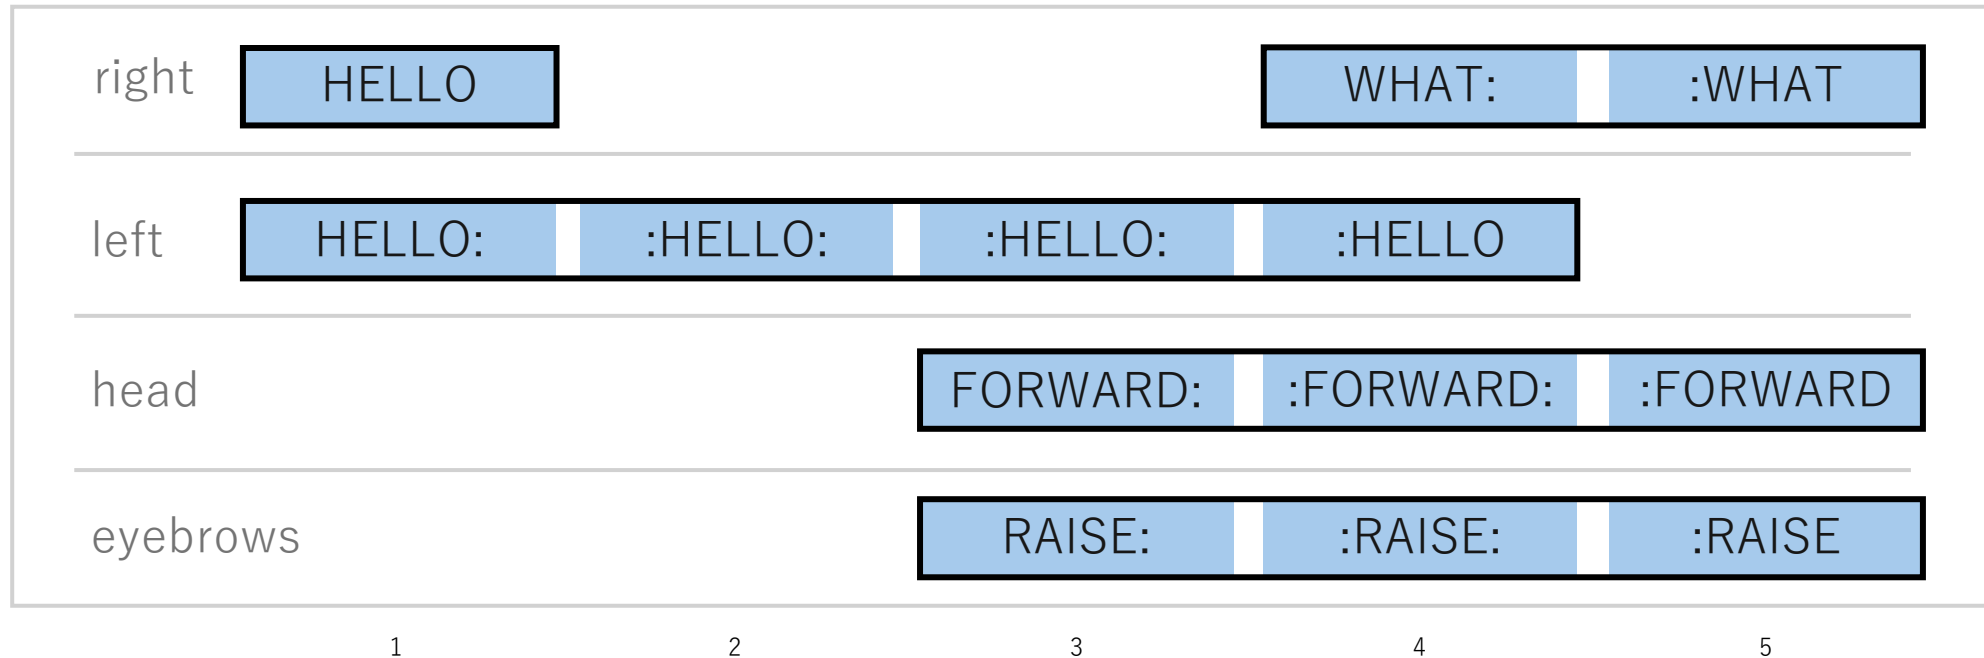 right HELLO WHAT: :WHAT
left HELLO: :HELLO: :HELLO: :HELLO
head FORWARD: :FORWARD: :FORWARD
eyebrows RAISE: :RAISE: :RAISE
1 2 3 4 5